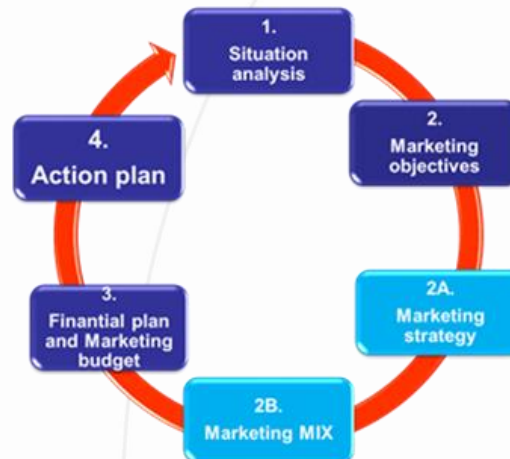 1.
Situation
analysis
2.
Marketing
objectives
2A.
Marketing
strategy
2B.
Marketing MIX
3.
Finantial plan
and Marketing
budget
4.
Action plan